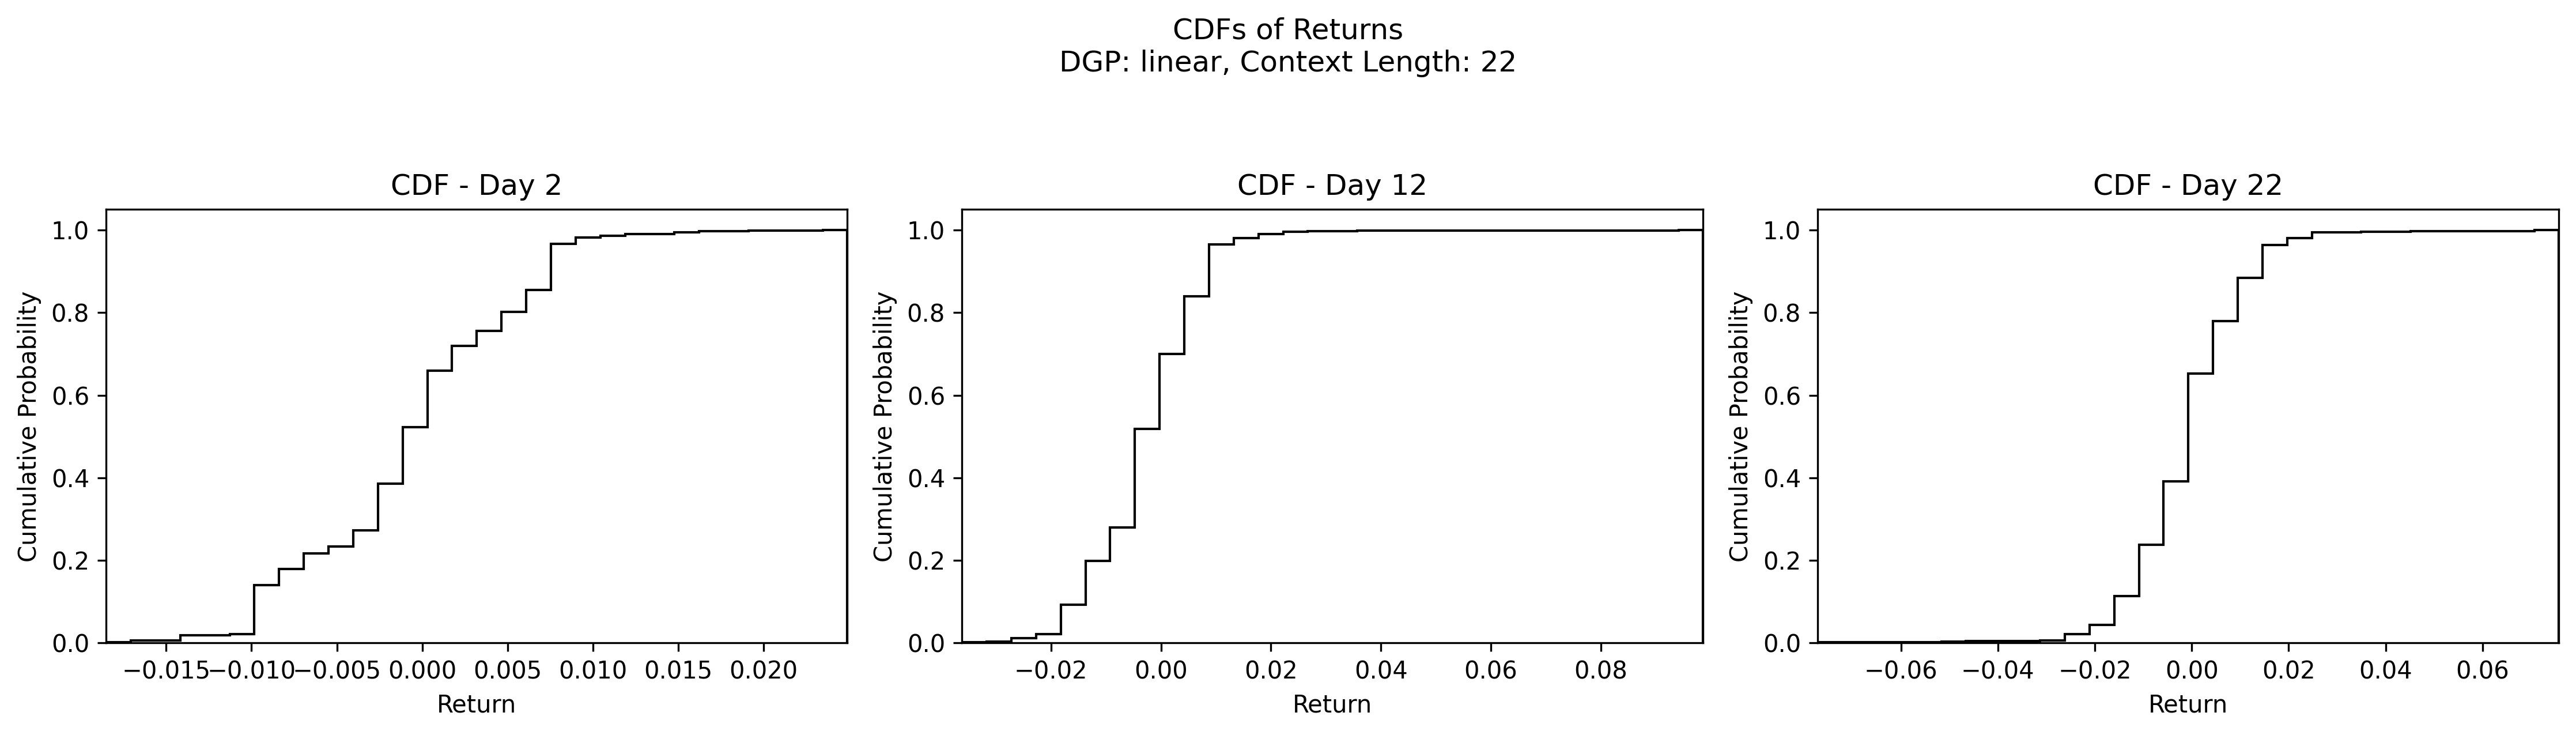 CDFs of Returns
DGP: linear, Context Length: 22
CDF - Day 2
1.0
0.8
0.6
0.4
0.2
0.0
Cumulative Probability
−0.015 −0.010 −0.005 0.000 0.005 0.010 0.015 0.020
Return
CDF - Day 12
1.0
0.8
0.6
0.4
0.2
0.0
Cumulative Probability
−0.02 0.00 0.02 0.04 0.06 0.08
Return
CDF - Day 22
1.0
0.8
0.6
0.4
0.2
0.0
Cumulative Probability
−0.06 −0.04 −0.02 0.00 0.02 0.04 0.06
Return